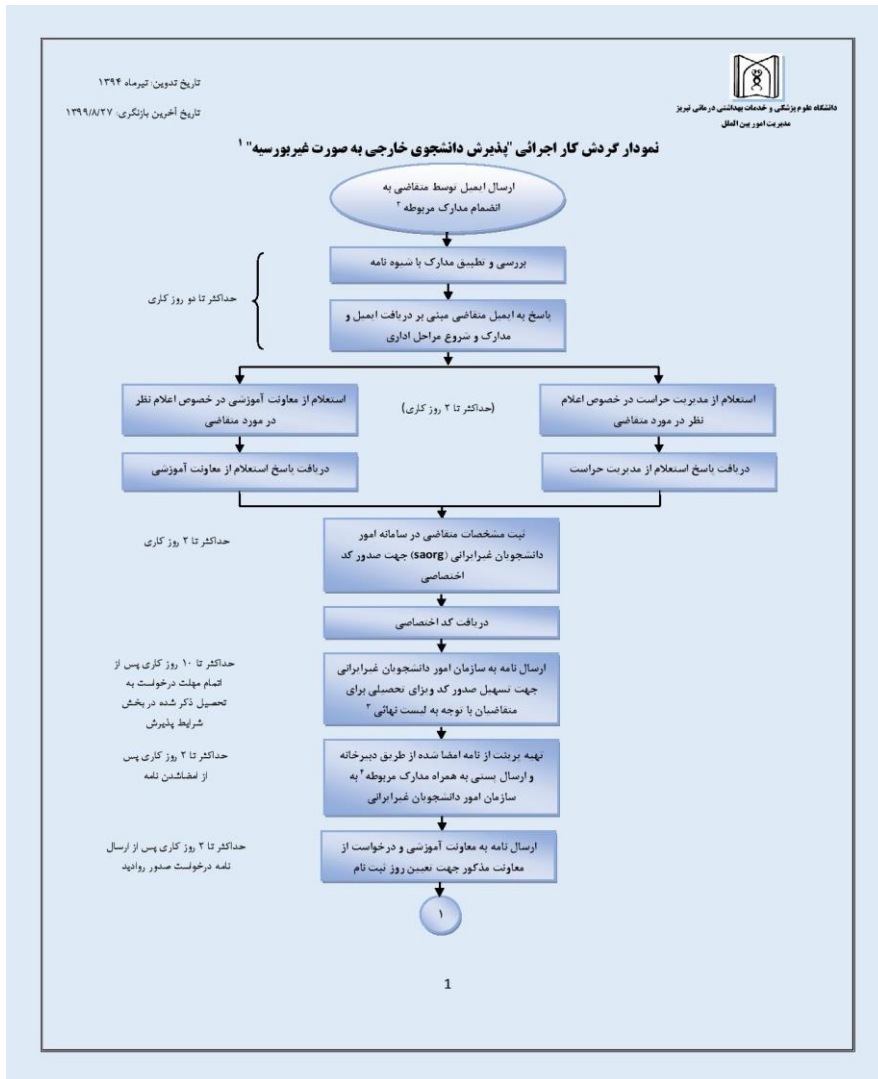 دانشگاه علوم پزشکی و خدمات بهداشتی درمانی تبریز
مدیریت امور بین الملل
تاریخ تدوین: تیرماه ۱۳۹۴
تاریخ آخرین بازنگری: ۱۳۹۹/۸/۲۷
نمودار گردش کار اجرائی "پذیرش دانشجوی خارجی به صورت غیربورسیه" ۱
ارسال ایمیل توسط متقاضی به
انضمام مدارک مربوطه ۲
بررسی و تطبیق مدارک با شیوه نامه
پاسخ به ایمیل متقاضی مبنی بر دریافت ایمیل و
مدارک و شروع مراحل اداری
حداکثر تا دو روز کاری
استعلام از مدیریت حراست در خصوص اعلام
نظر در مورد متقاضی
(حداکثر تا ۲ روز کاری)
استعلام از معاونت آموزشی در خصوص اعلام نظر
در مورد متقاضی
دریافت پاسخ استعلام از مدیریت حراست
دریافت پاسخ استعلام از معاونت آموزشی
ثبت مشخصات متقاضی در سامانه امور
دانشجویان غیرایرانی (saorg) جهت صدور کد
اختصاصی
حداکثر تا ۲ روز کاری
دریافت کد اختصاصی
ارسال نامه به سازمان امور دانشجویان غیرایرانی
جهت تسهیل صدور کد ویزای تحصیلی برای
متقاضیان با توجه به لیست نهائی ۳
حداکثر تا ۱۰ روز کاری پس از
اتمام مهلت درخواست به
تحصیل ذکر شده در بخش
شرایط پذیرش
تهیه پرینت از نامه امضا شده از طریق دبیرخانه
و ارسال پستی به همراه مدارک مربوطه ۴ به
سازمان امور دانشجویان غیرایرانی
حداکثر تا ۲ روز کاری پس
از امضاشدن نامه
ارسال نامه به معاونت آموزشی و درخواست از
معاونت مذکور جهت تعیین روز ثبت نام
حداکثر تا ۲ روز کاری پس از ارسال
نامه درخواست صدور روادید
۱
1